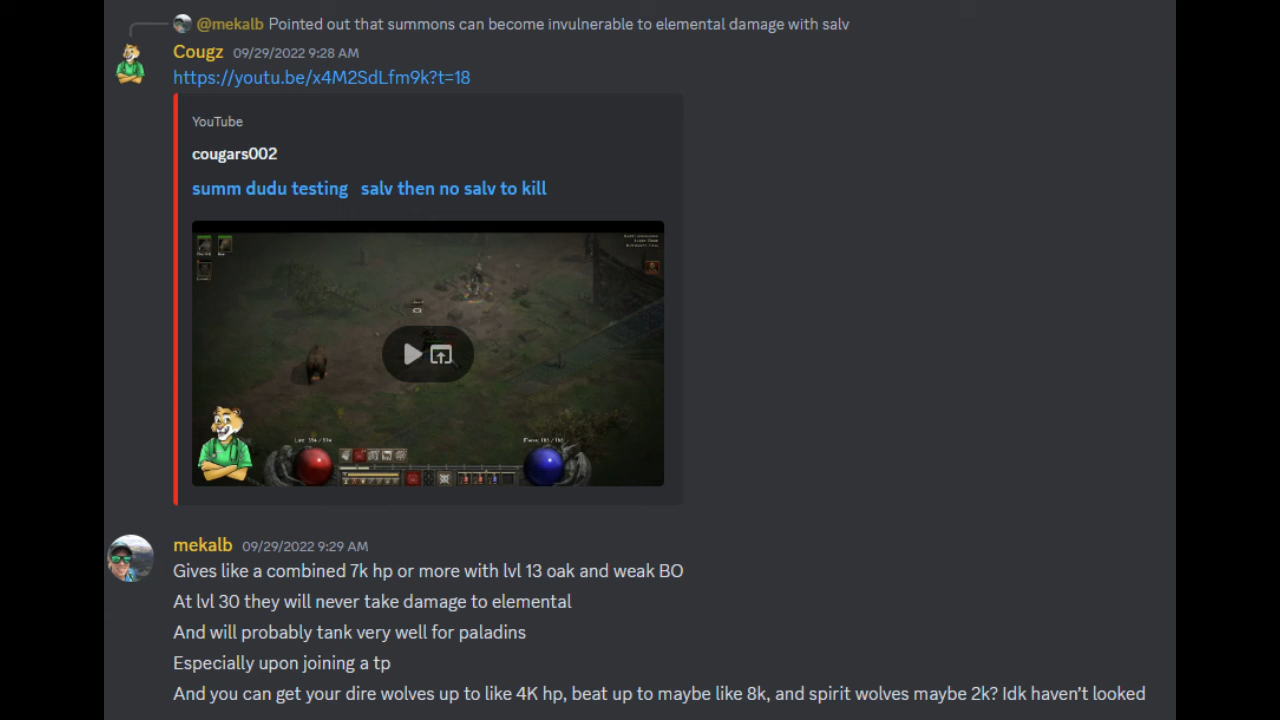 @mekalb Pointed out that summons can become invulnerable to elemental damage with salv
Cougz 09/29/2022 9:28 AM
https://youtu.be/x4M2SdLfm9k?t=18
YouTube
cougars002
summ dudu testing salv then no salv to kill
mekalb 09/29/2022 9:29 AM
Gives like a combined 7k hp or more with lvl 13 oak and weak BO
At lvl 30 they will never take damage to elemental
And will probably tank very well for paladins
Especially upon joining a tp
And you can get your dire wolves up to like 4K hp, beat up to maybe like 8k, and spirit wolves maybe 2k? Idk haven’t looked